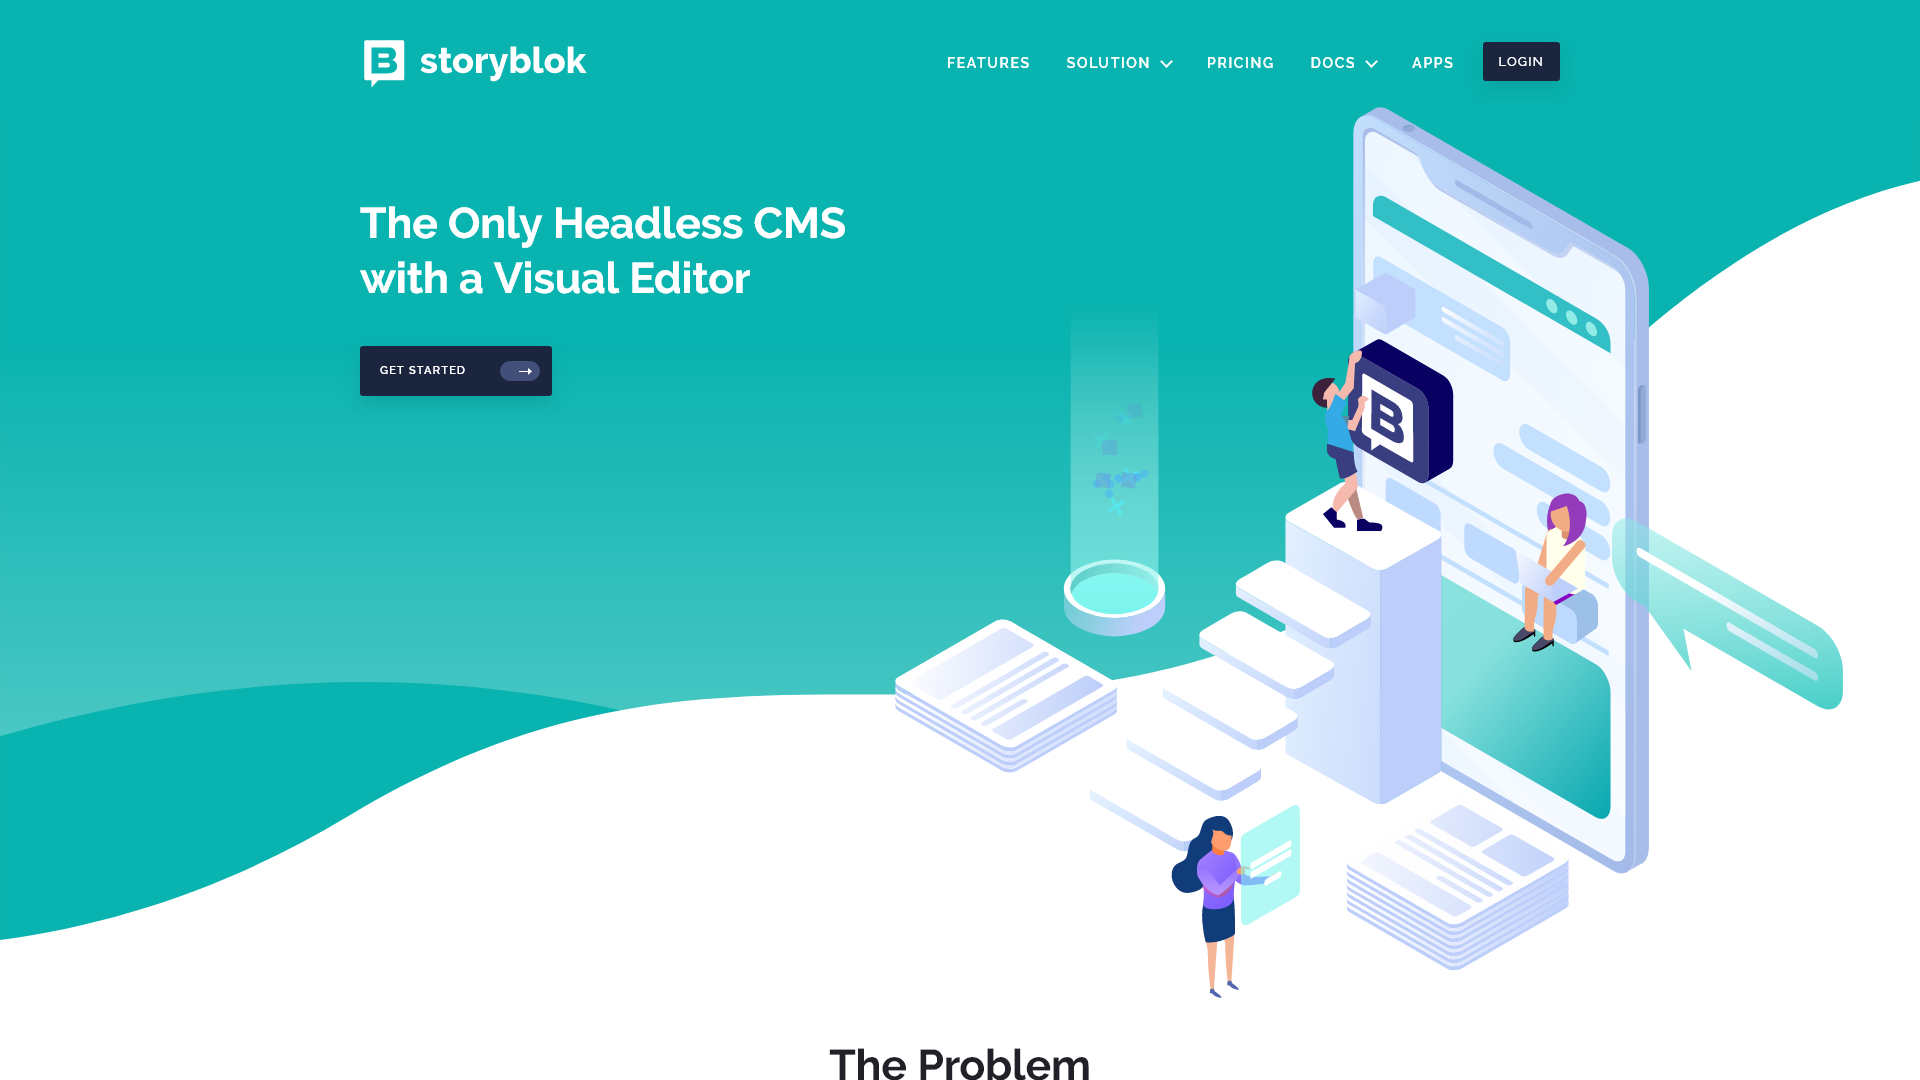 storyblok
FEATURES
SOLUTION
PRICING
DOCS
APPS
LOGIN
The Only Headless CMS
with a Visual Editor
GET STARTED
B
The Problem